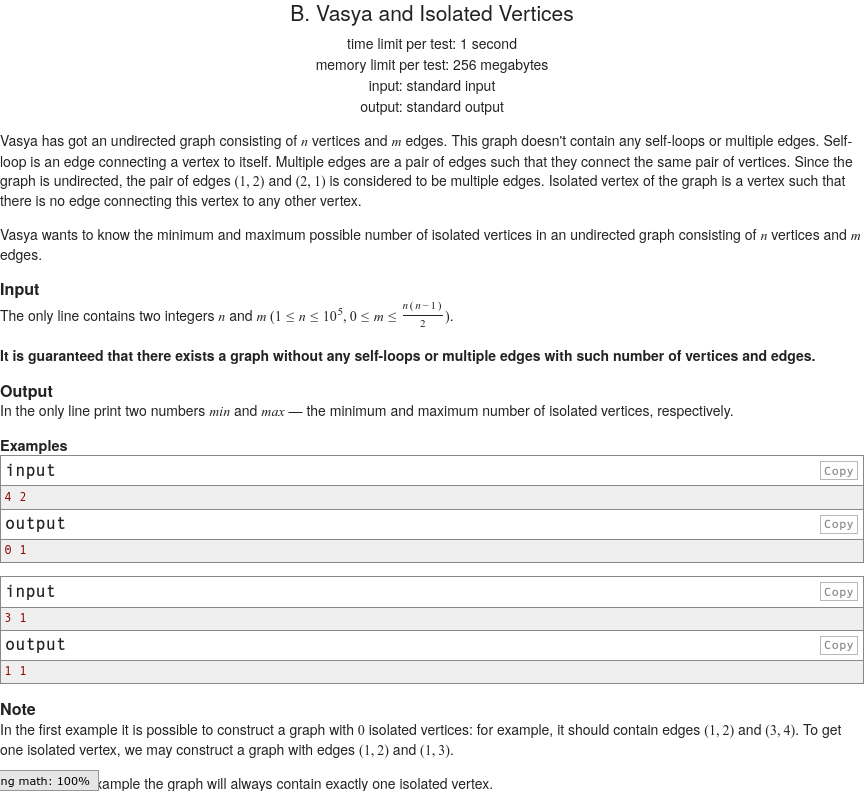 B. Vasya and Isolated Vertices
time limit per test: 1 second
memory limit per test: 256 megabytes
input: standard input
output: standard output
Vasya has got an undirected graph consisting of n vertices and m edges. This graph doesn't contain any self-loops or multiple edges. Self-
loop is an edge connecting a vertex to itself. Multiple edges are a pair of edges such that they connect the same pair of vertices. Since the
graph is undirected, the pair of edges (1, 2) and (2, 1) is considered to be multiple edges. Isolated vertex of the graph is a vertex such that
there is no edge connecting this vertex to any other vertex.
Vasya wants to know the minimum and maximum possible number of isolated vertices in an undirected graph consisting of n vertices and m
edges.
Input
The only line contains two integers n and m (1 ≤ n ≤ 10^5, 0 ≤ m ≤ n(n−1)/2).
It is guaranteed that there exists a graph without any self-loops or multiple edges with such number of vertices and edges.
Output
In the only line print two numbers min and max — the minimum and maximum number of isolated vertices, respectively.
Examples
input Copy
4 2
output Copy
0 1
input Copy
3 1
output Copy
1 1
Note
In the first example it is possible to construct a graph with 0 isolated vertices: for example, it should contain edges (1, 2) and (3, 4). To get
one isolated vertex, we may construct a graph with edges (1, 2) and (1, 3).
ng math: 100% xample the graph will always contain exactly one isolated vertex.